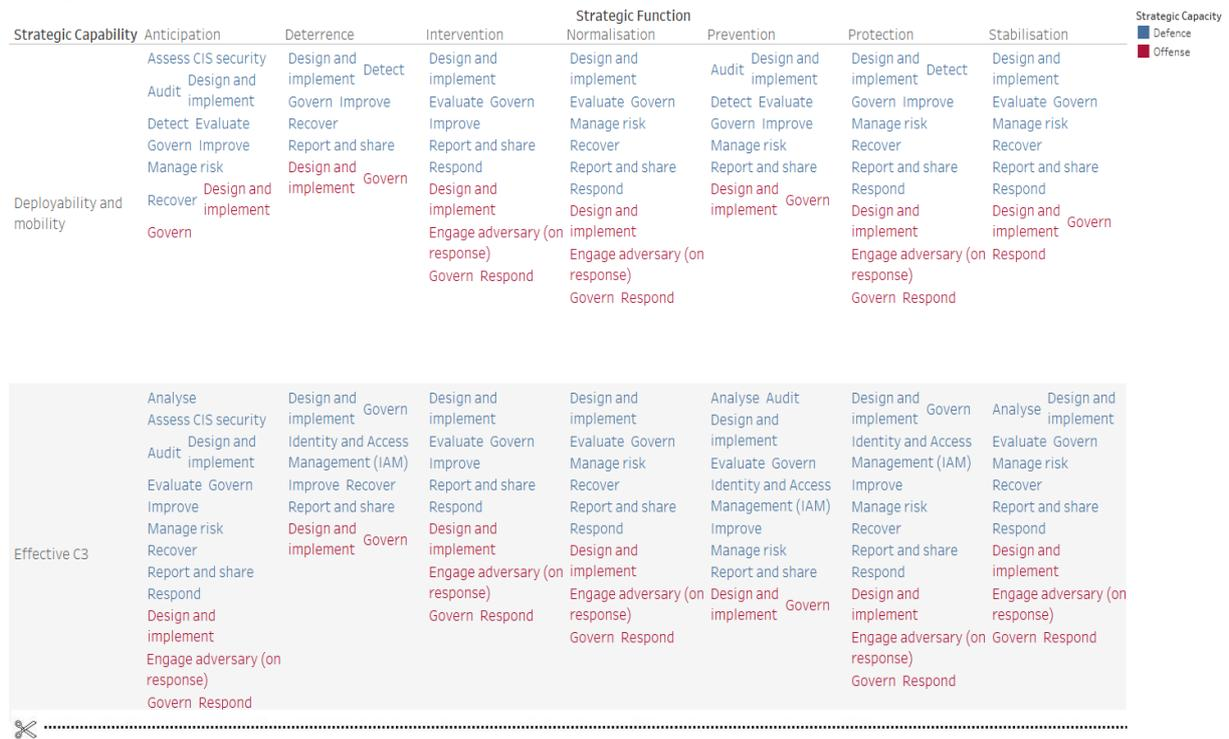 Strategic Function
Strategic Capability Anticipation Deterrence Intervention Normalisation Prevention Protection Stabilisation
Strategic Capacity
Defence
Offense
Deployability and
mobility
Assess CIS security
Audit Design and
implement
Detect Evaluate
Govern Improve
Manage risk
Recover Design and
implement
Govern
Design and
implement Detect
Govern Improve
Recover
Report and share
Design and
implement Govern
Design and
implement
Evaluate Govern
Improve
Report and share
Respond
Design and
implement
Engage adversary (on
response)
Govern Respond
Design and
implement
Evaluate Govern
Manage risk
Recover
Report and share
Respond
Design and
implement
Engage adversary (on
response)
Govern Respond
Audit Design and
implement
Detect Evaluate
Govern Improve
Manage risk
Report and share
Design and
implement Govern
Design and
implement Detect
Govern Improve
Manage risk
Recover
Report and share
Respond
Design and
implement
Engage adversary (on
response)
Govern Respond
Design and
implement
Evaluate Govern
Manage risk
Recover
Report and share
Respond
Design and
implement Govern
Respond
Effective C3
Analyse
Assess CIS security
Audit Design and
implement
Evaluate Govern
Improve
Manage risk
Recover
Report and share
Respond
Design and
implement
Engage adversary (on
response)
Govern Respond
Design and
implement Govern
Identity and Access
Management (IAM)
Improve Recover
Report and share
Design and
implement Govern
Design and
implement
Evaluate Govern
Improve
Report and share
Respond
Design and
implement
Engage adversary (on
response)
Govern Respond
Design and
implement
Evaluate Govern
Manage risk
Recover
Report and share
Respond
Design and
implement
Engage adversary (on
response)
Govern Respond
Analyse Audit
Design and
implement
Evaluate Govern
Identity and Access
Management (IAM)
Improve
Manage risk
Report and share
Design and
implement Govern
Design and
implement Govern
Identity and Access
Management (IAM)
Improve
Manage risk
Recover
Report and share
Respond
Design and
implement
Engage adversary (on
response)
Govern Respond
Analyse Design and
implement
Evaluate Govern
Manage risk
Recover
Report and share
Respond
Design and
implement
Engage adversary (on
response)
Govern Respond